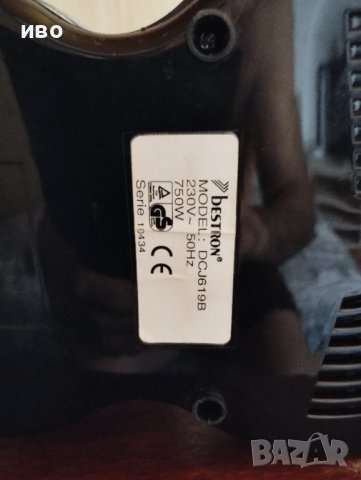 ИВО
bESTRON®
MODEL: DCJ619B
230V~ 50Hz
750W
GS CE
Serie 10434
BAZAR